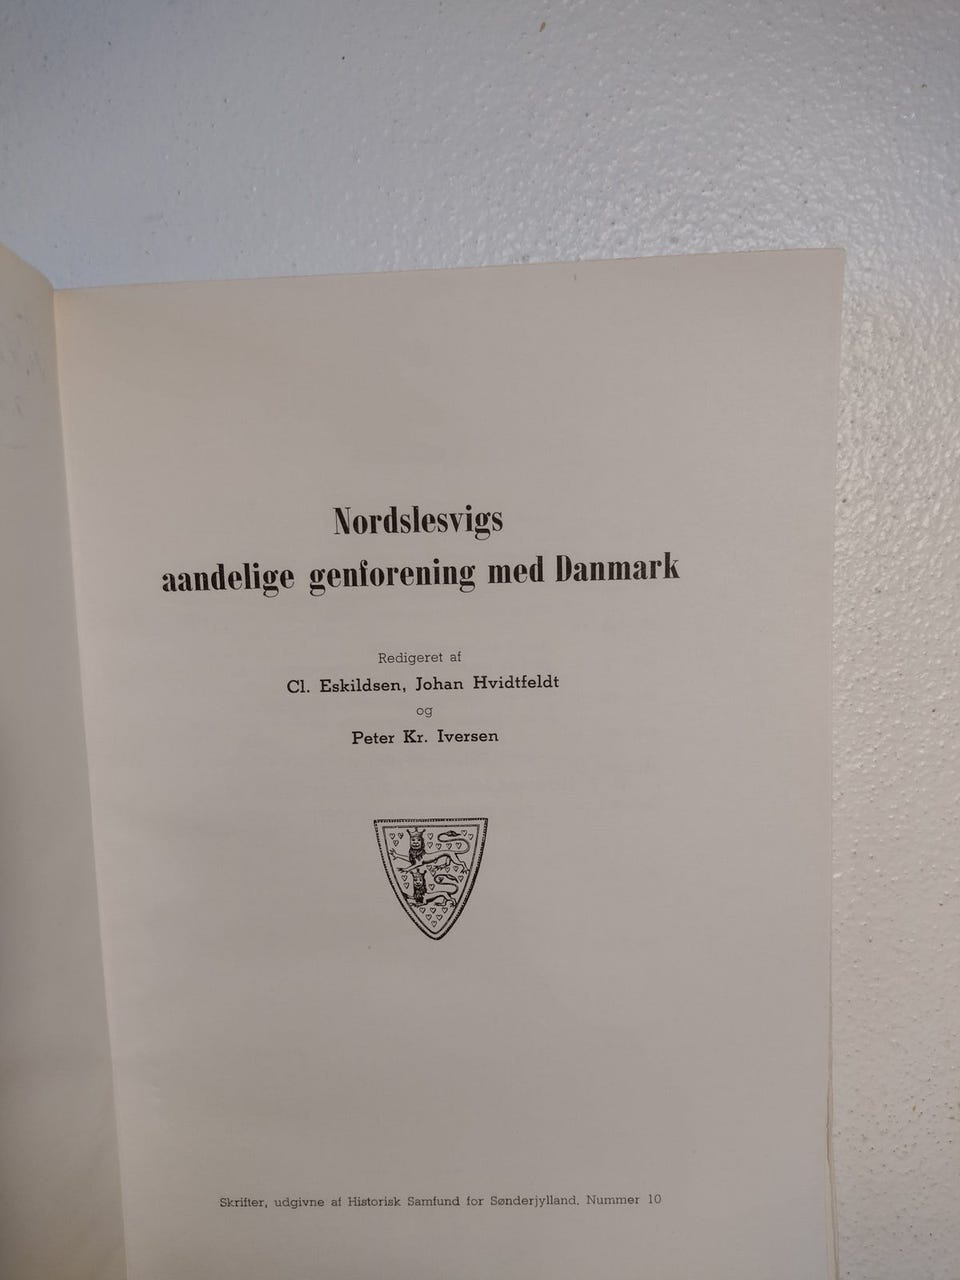 Nordslesvigs
aandelige genforening med Danmark
Redigeret af
Cl. Eskildsen, Johan Hvidtfeldt
og
Peter Kr. Iversen
Skrifter, udgivne af Historisk Samfund for Sønderjylland. Nummer 10